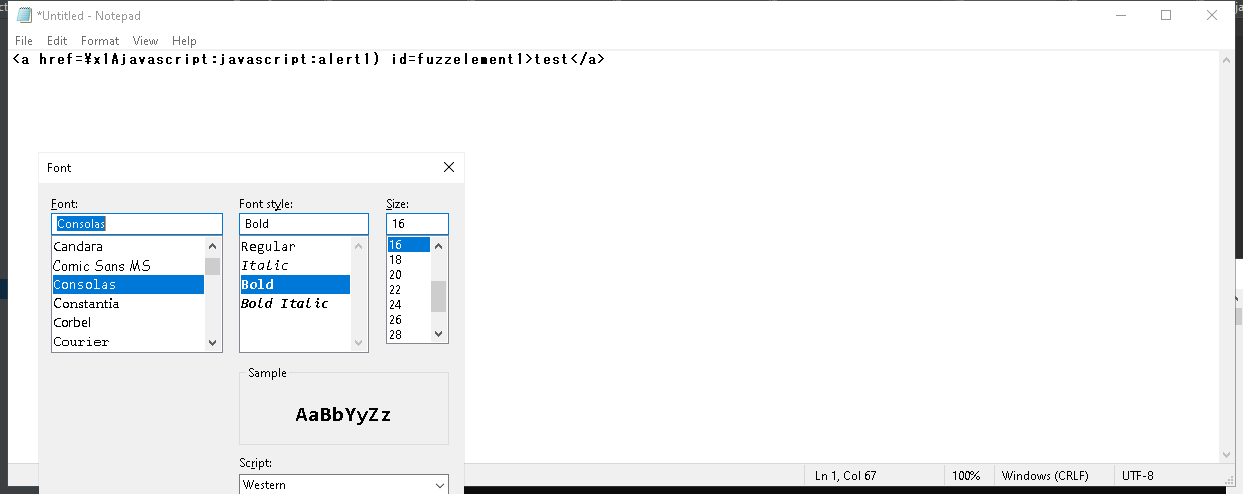 *Untitled - Notepad
File Edit Format View Help
<a href=¥x1Ajavascript:javascript:alert1) id=fuzzelement1>test</a>
Font
Font: Font style: Size:
Consolas Bold 16
Candara Regular 16
Comic Sans MS Italic 18
Consolas Bold 20
Constantia Bold Italic 22
Corbel 24
Courier 26
28
Sample
AaBbYyZz
Script:
Western
Ln 1, Col 67 100% Windows (CRLF) UTF-8